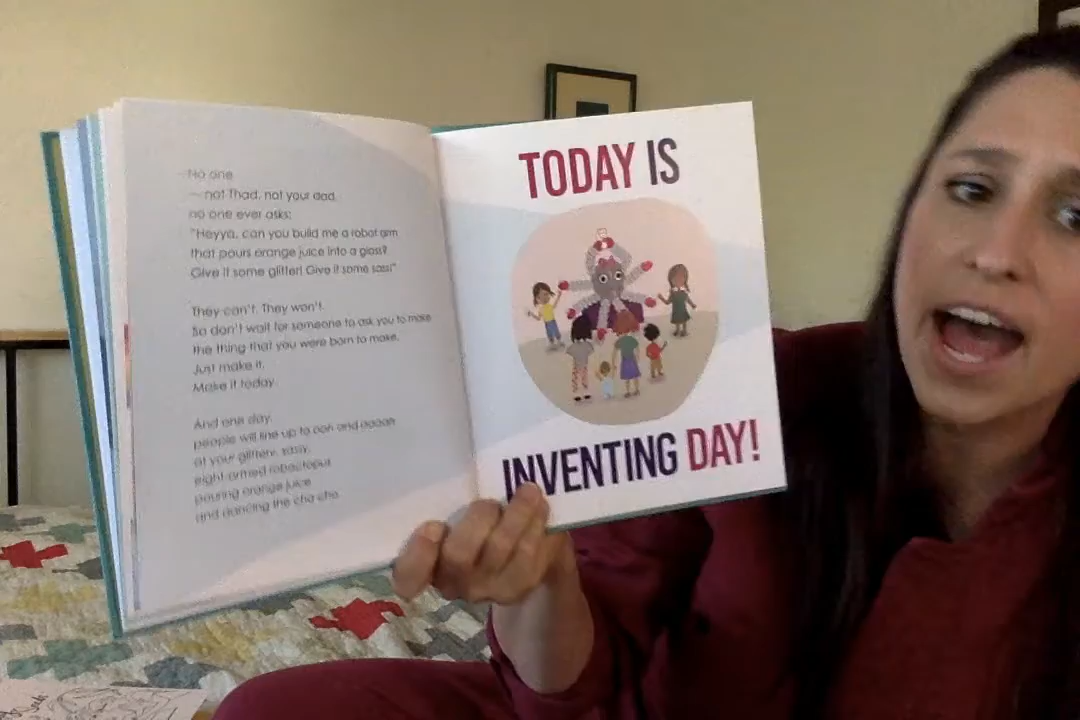 No one
—not Thad, not your dad,
no one ever asks:
"Heyya, can you build me a robot arm
that pours orange juice into a glass?
Give it some glitter! Give it some sass!"
They can't. They won't.
So don't wait for someone to ask you to make
the thing that you were born to make.
Just make it.
Make it today.
And one day,
people will line up to ooh and aaaah
at your glittery, sassy,
eight-armed robooctopus
pouring orange juice
and dancing the cha cha.
TODAY IS
INVENTING DAY!